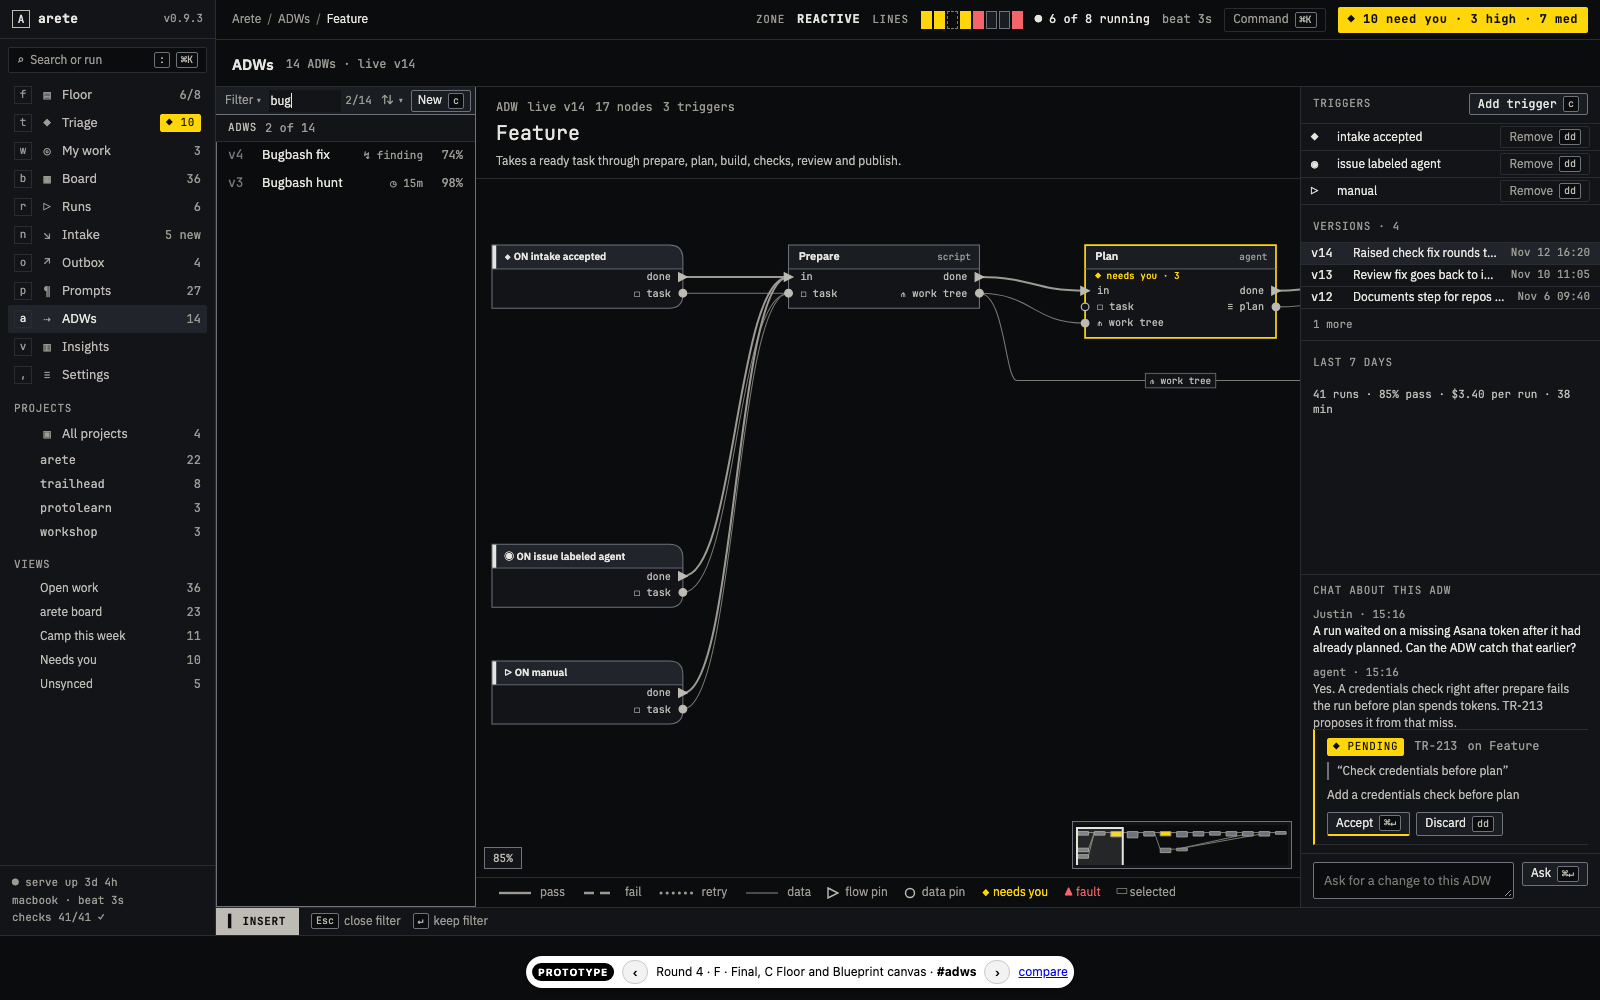 A arete v0.9.3
Search or run : ⌘K
f Floor 6/8
t Triage ◆ 10
w My work 3
b Board 36
r Runs 6
n Intake 5 new
o Outbox 4
p Prompts 27
a ADWs 14
v Insights
, Settings
PROJECTS
All projects 4
arete 22
trailhead 8
protolearn 3
workshop 3
VIEWS
Open work 36
arete board 23
Camp this week 11
Needs you 10
Unsynced 5
serve up 3d 4h
macbook · beat 3s
checks 41/41 ✓
Arete / ADWs / Feature
ZONE REACTIVE LINES
6 of 8 running beat 3s
Command ⌘K
◆ 10 need you · 3 high · 7 med
ADWs 14 ADWs · live v14
Filter bug 2/14 New c
ADWS 2 of 14
v4 Bugbash fix finding 74%
v3 Bugbash hunt 15m 98%
ADW live v14 17 nodes 3 triggers
Feature
Takes a ready task through prepare, plan, build, checks, review and publish.
◆ ON intake accepted
done
task
Prepare script
in done
task work tree
Plan agent
◆ needs you · 3
in done
task plan
work tree
work tree
ON issue labeled agent
done
task
ON manual
done
task
85%
pass fail retry data flow pin data pin needs you fault selected
INSERT Esc close filter ↵ keep filter
TRIGGERS Add trigger c
intake accepted Remove dd
issue labeled agent Remove dd
manual Remove dd
VERSIONS · 4
v14 Raised check fix rounds t... Nov 12 16:20
v13 Review fix goes back to i... Nov 10 11:05
v12 Documents step for repos ... Nov 6 09:40
1 more
LAST 7 DAYS
41 runs · 85% pass · $3.40 per run · 38
min
CHAT ABOUT THIS ADW
Justin · 15:16
A run waited on a missing Asana token after it had
already planned. Can the ADW catch that earlier?
agent · 15:16
Yes. A credentials check right after prepare fails
the run before plan spends tokens. TR-213
proposes it from that miss.
◆ PENDING TR-213 on Feature
“Check credentials before plan”
Add a credentials check before plan
Accept ⌘↵ Discard dd
Ask for a change to this ADW Ask ⌘↵
PROTOTYPE ‹ Round 4 · F · Final, C Floor and Blueprint canvas · #adws › compare